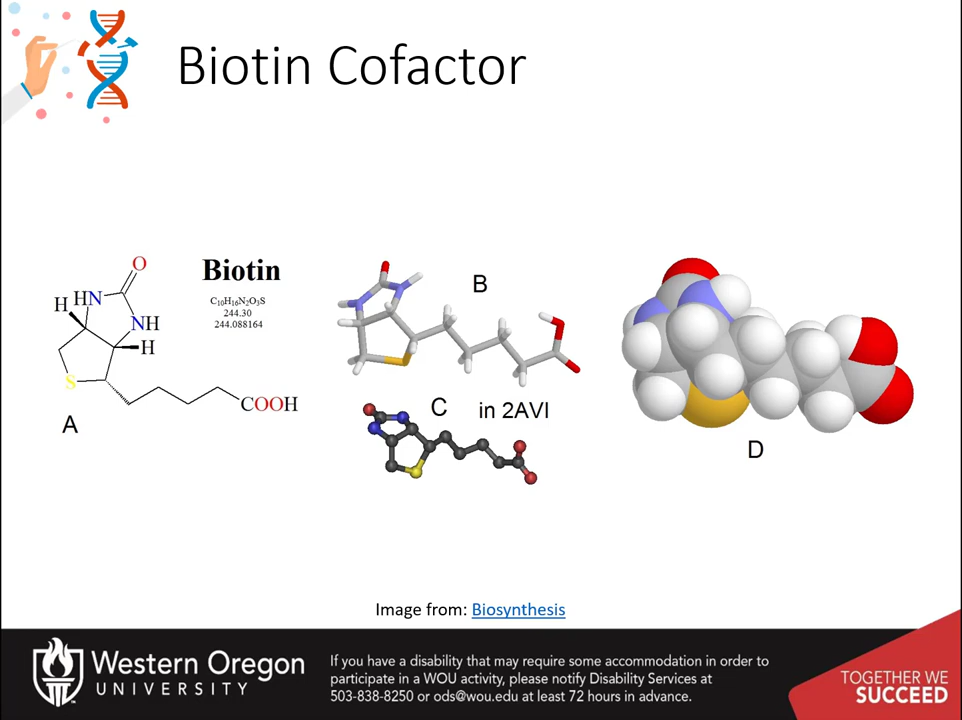 Biotin Cofactor
O
H HN
NH
H
S
COOH
A
Biotin
C₁₀H₁₆N₂O₃S
244.30
244.088164
B
C in 2AVI
D
Image from: Biosynthesis
Western Oregon
UNIVERSITY
If you have a disability that may require some accommodation in order to
participate in a WOU activity, please notify Disability Services at
503-838-8250 or ods@wou.edu at least 72 hours in advance.
TOGETHER WE
SUCCEED